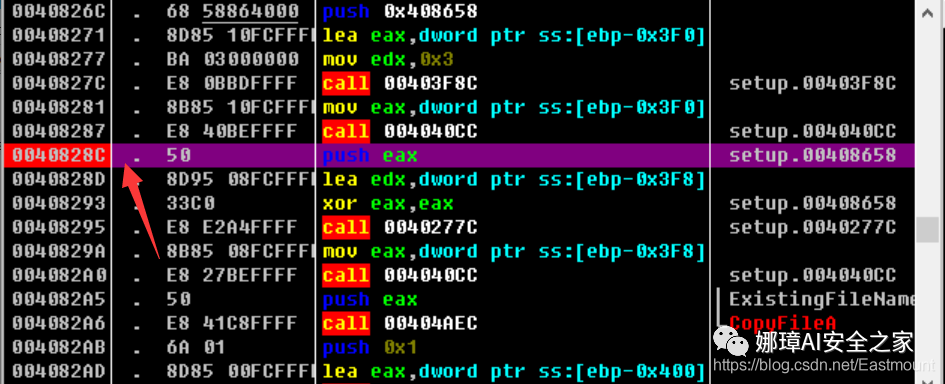 0040826C . 68 58864000 push 0x408658
00408271 . 8D85 10FCFFFF lea eax,dword ptr ss:[ebp-0x3F0]
00408277 . BA 03000000 mov edx,0x3
0040827C . E8 0BBDFFFF call 00403F8C setup.00403F8C
00408281 . 8B85 10FCFFFF mov eax,dword ptr ss:[ebp-0x3F0]
00408287 . E8 40BEFFFF call 004040CC setup.004040CC
0040828C . 50 push eax setup.00408658
0040828D . 8D95 08FCFFFF lea edx,dword ptr ss:[ebp-0x3F8]
00408293 . 33C0 xor eax,eax setup.00408658
00408295 . E8 E2A4FFFF call 0040277C setup.0040277C
0040829A . 8B85 08FCFFFF mov eax,dword ptr ss:[ebp-0x3F8]
004082A0 . E8 27BEFFFF call 004040CC setup.004040CC
004082A5 . 50 push eax ExistingFileName
004082A6 . E8 41C8FFFF call 00404AEC CopyFileA
004082AB . 6A 01 push 0x1
004082AD . 8D85 00FCFFFF lea eax,dword ptr ss:[ebp-0x400]
娜璋AI安全之家
https://blog.csdn.net/Eastmount